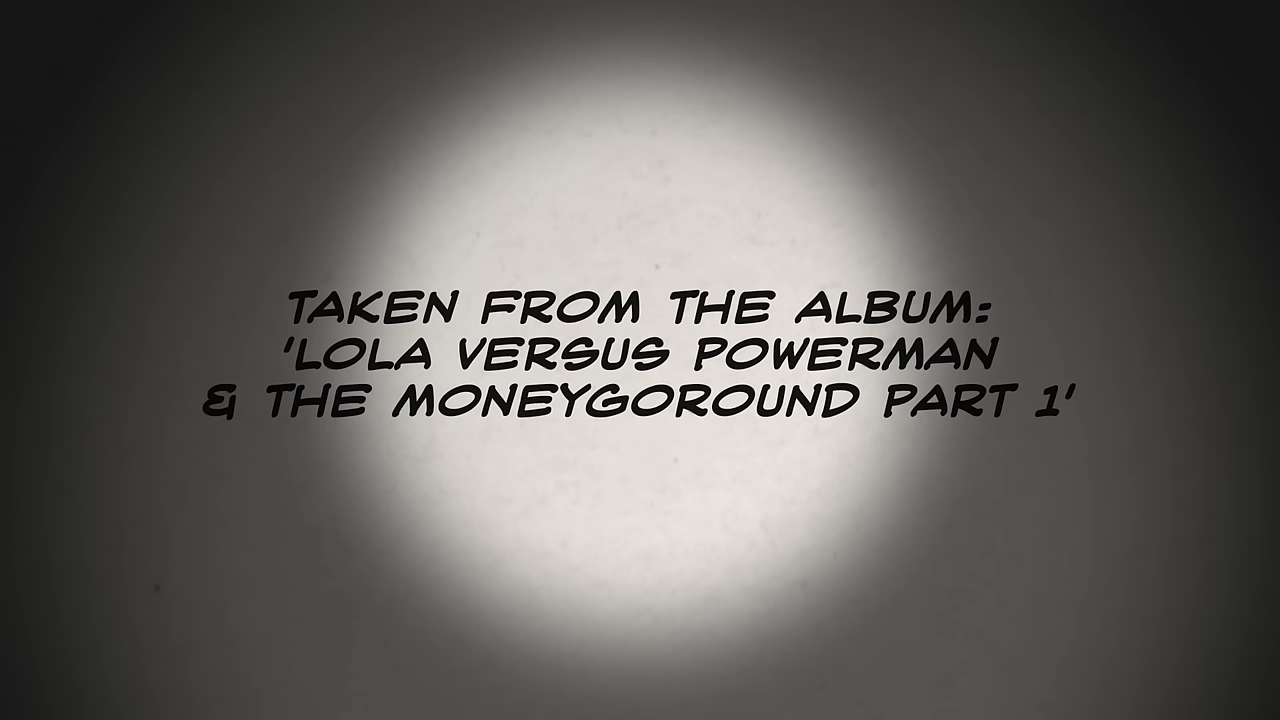 TAKEN FROM THE ALBUM:
'LOLA VERSUS POWERMAN
& THE MONEYGOROUND PART 1'